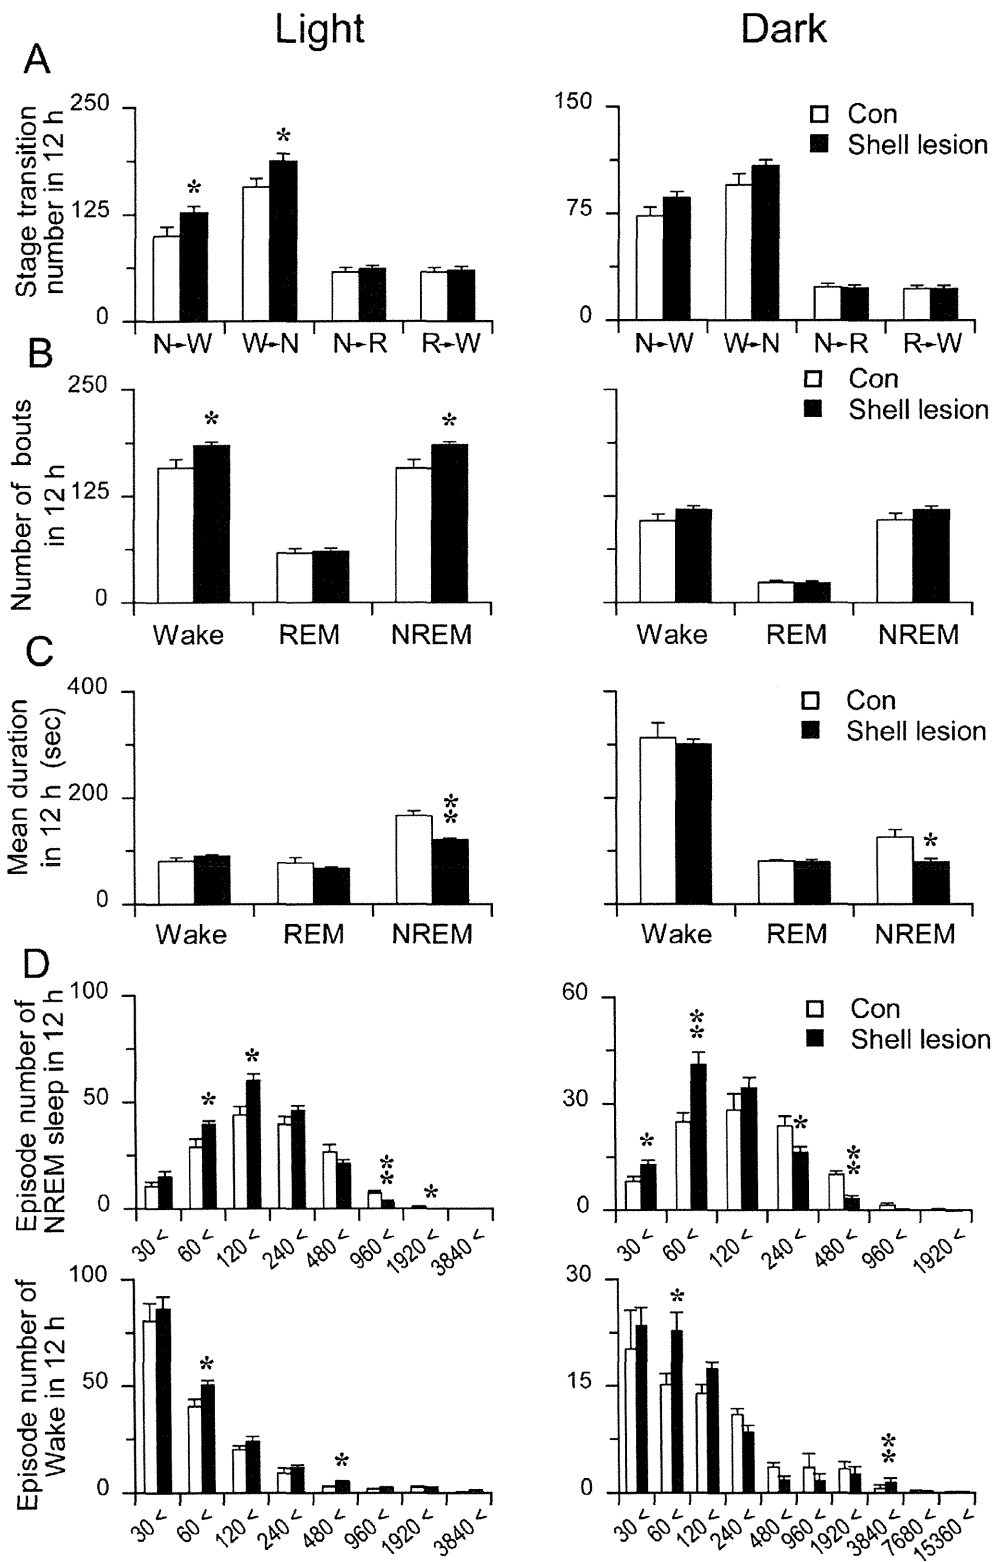 Light Dark
A
Stage transition
number in 12 h
250
125
0
N→W W→N N→R R→W
150
75
0
Con
Shell lesion
N→W W→N N→R R→W
B
Number of bouts
in 12 h
250
125
0
Wake REM NREM
Con
Shell lesion
Wake REM NREM
C
Mean duration
in 12 h (sec)
400
200
0
Wake REM NREM
Con
Shell lesion
Wake REM NREM
D
Episode number of
NREM sleep in 12 h
100
50
0
30 < 60 < 120 < 240 < 480 < 960 < 1920 < 3840 <
60
30
0
Con
Shell lesion
30 < 60 < 120 < 240 < 480 < 960 < 1920 <
Episode number of
Wake in 12 h
100
50
0
30 < 60 < 120 < 240 < 480 < 960 < 1920 < 3840 <
30
15
0
30 < 60 < 120 < 240 < 480 < 960 < 1920 < 3840 < 7680 < 15360 <